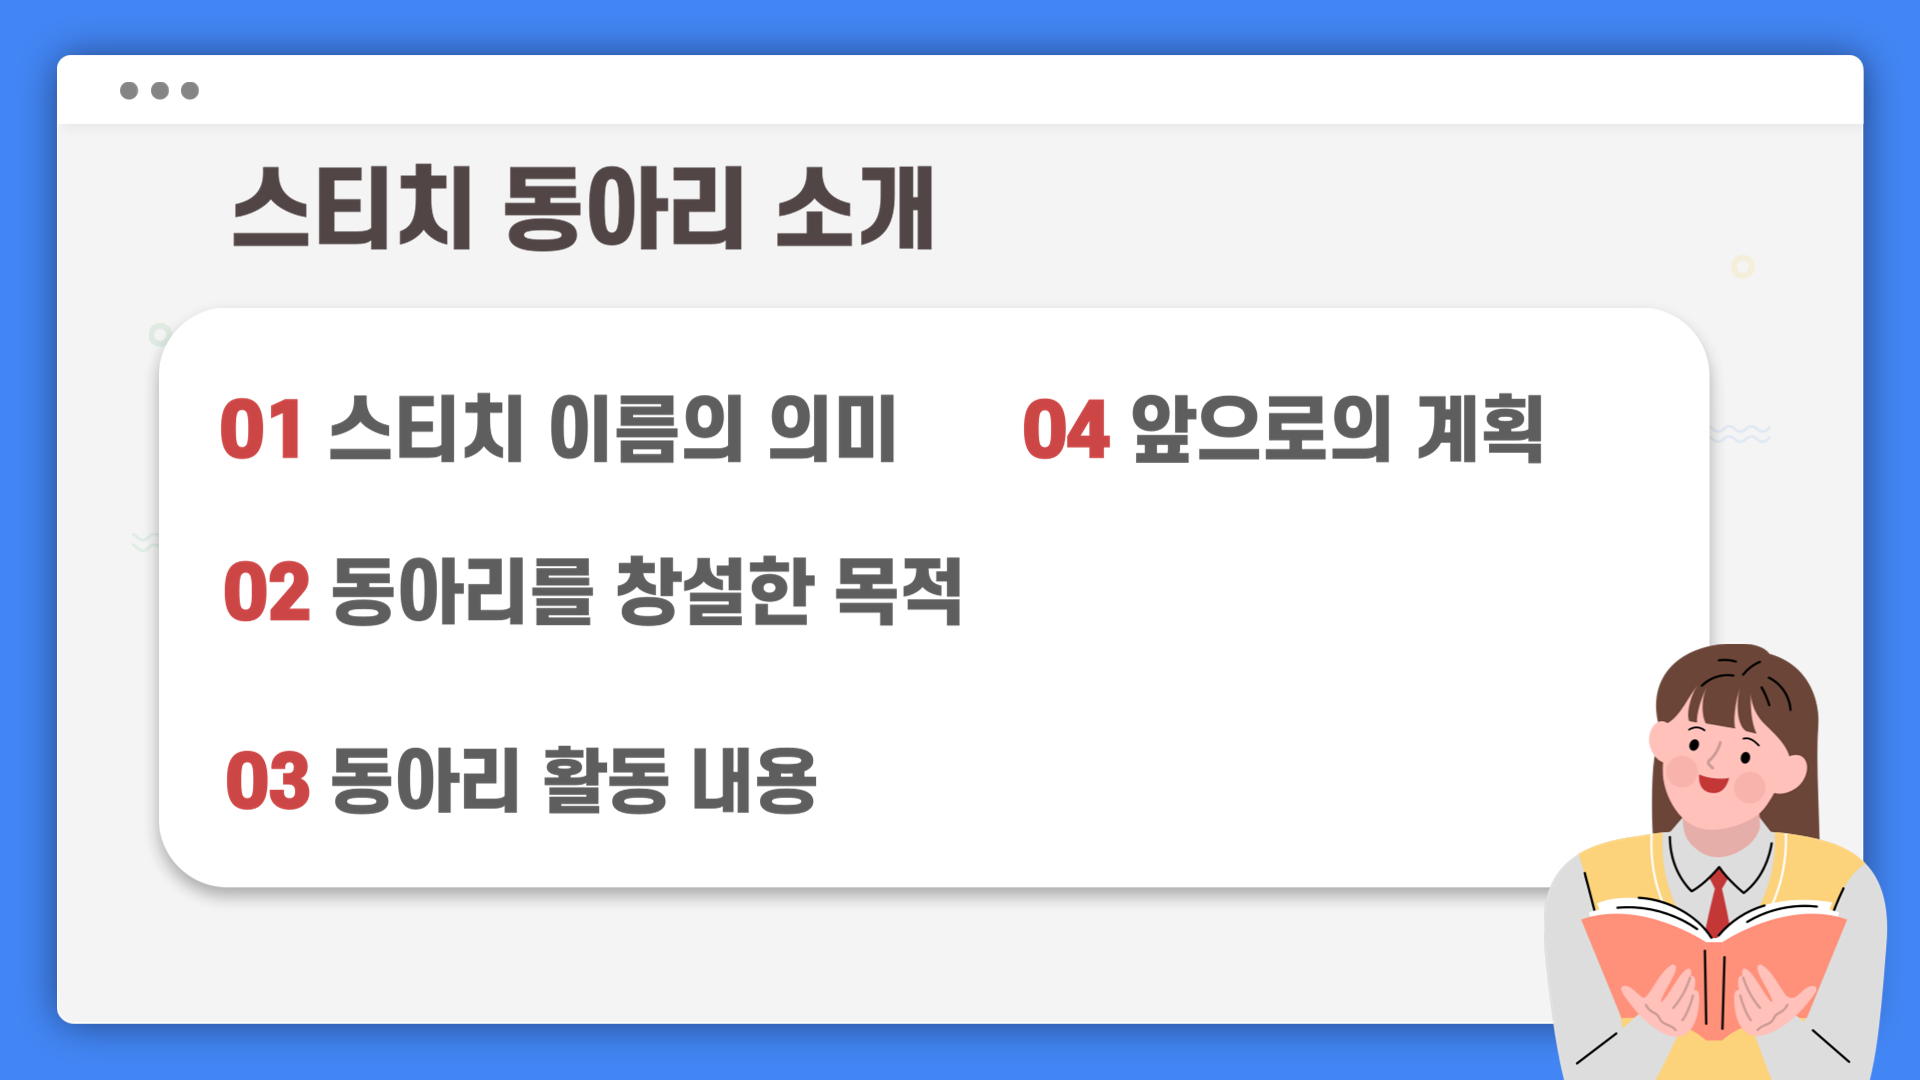 스티치 동아리 소개
01 스티치 이름의 의미
02 동아리를 창설한 목적
03 동아리 활동 내용
04 앞으로의 계획